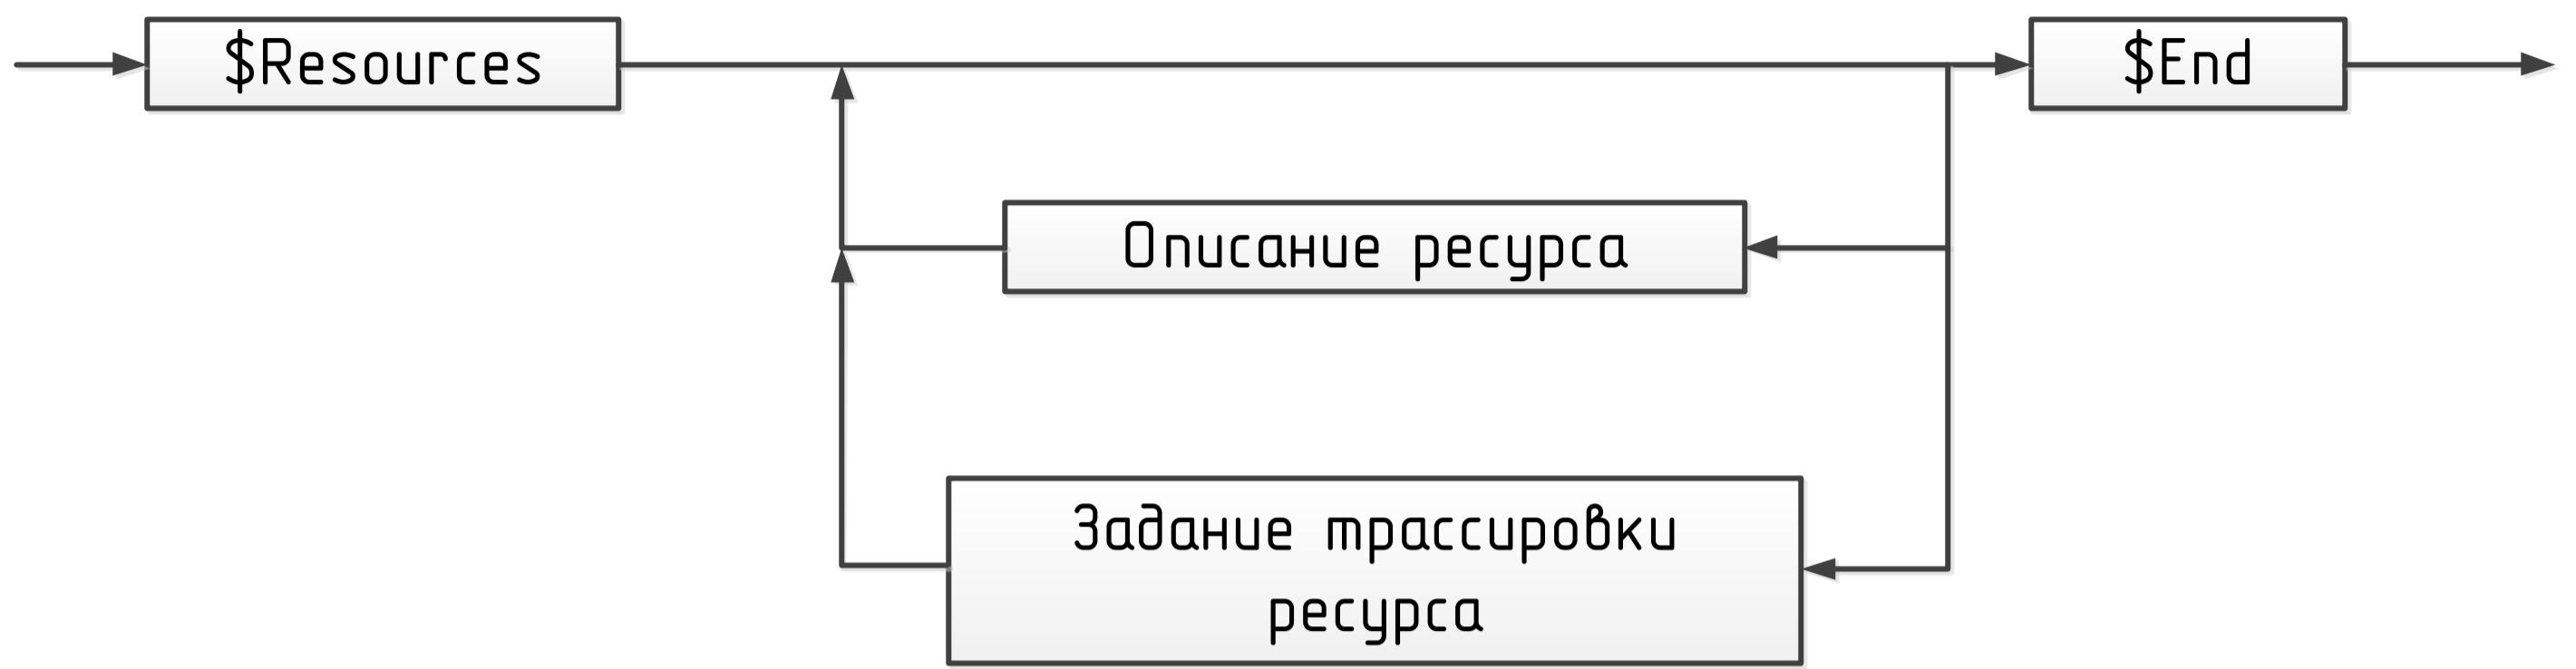 $Resources
$End
Описание ресурса
Задание трассировки
ресурса